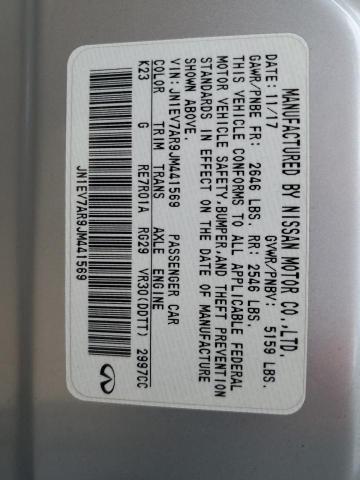 MANUFACTURED BY NISSAN MOTOR CO.,LTD.
DATE: 11/17 GVWR/PNBV: 5159 LBS.
GAWR/PNBE FR: 2646 LBS. RR: 2546 LBS.
THIS VEHICLE CONFORMS TO ALL APPLICABLE FEDERAL
MOTOR VEHICLE SAFETY,BUMPER,AND THEFT PREVENTION
STANDARDS IN EFFECT ON THE DATE OF MANUFACTURE
SHOWN ABOVE.
VIN: JN1EV7AR9JM441569 PASSENGER CAR
COLOR TRIM TRANS AXLE ENGINE
K23 G RE7R01A RG29 VR30(DDTT) 2997CC
JN1EV7AR9JM441569